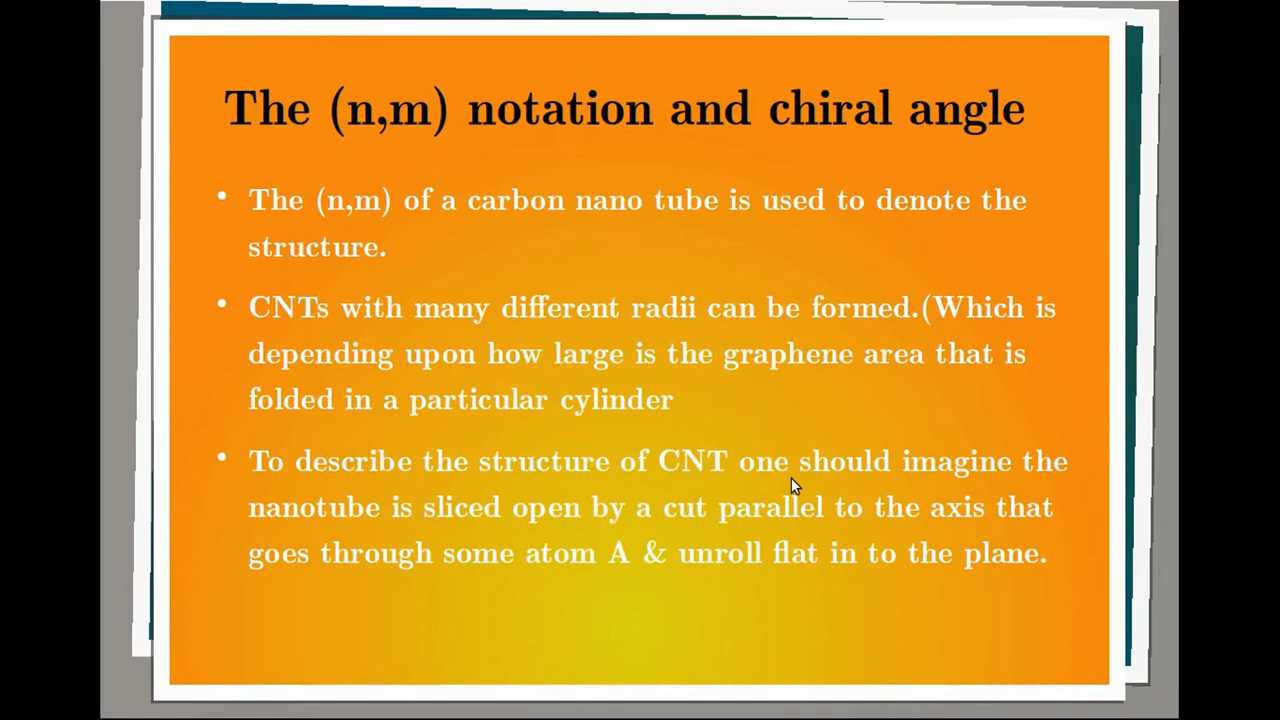 The (n,m) notation and chiral angle
• The (n,m) of a carbon nano tube is used to denote the
structure.
• CNTs with many different radii can be formed.(Which is
depending upon how large is the graphene area that is
folded in a particular cylinder
• To describe the structure of CNT one should imagine the
nanotube is sliced open by a cut parallel to the axis that
goes through some atom A & unroll flat in to the plane.